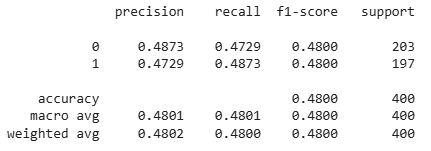 precision recall f1-score support
0 0.4873 0.4729 0.4800 203
1 0.4729 0.4873 0.4800 197
accuracy 0.4800 400
macro avg 0.4801 0.4801 0.4800 400
weighted avg 0.4802 0.4800 0.4800 400